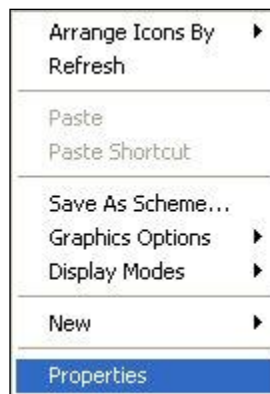 Arrange Icons By
Refresh
Paste
Paste Shortcut
Save As Scheme...
Graphics Options
Display Modes
New
Properties